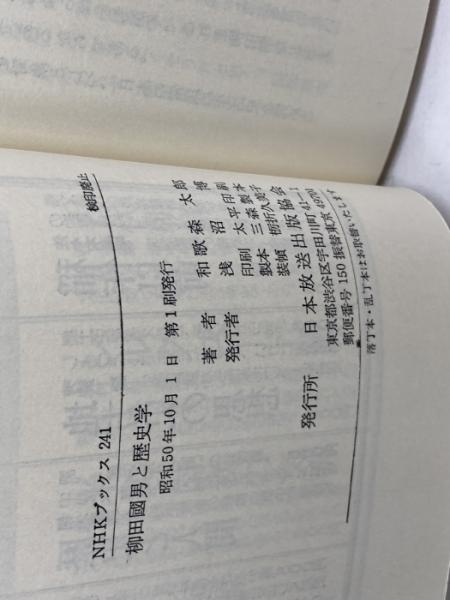 NHKブックス 241 検印廃止
柳田國男と歴史学
昭和50年10月1日 第1刷発行
著者 和歌森 太郎
発行者 浅沼 博
印刷 太平印刷
製本 三森製本
装幀 栃折久美子
発行所 日本放送出版協会
東京都渋谷区宇田川町41-1
郵便番号 150 振替東京
落丁本・乱丁本はお取替いたします